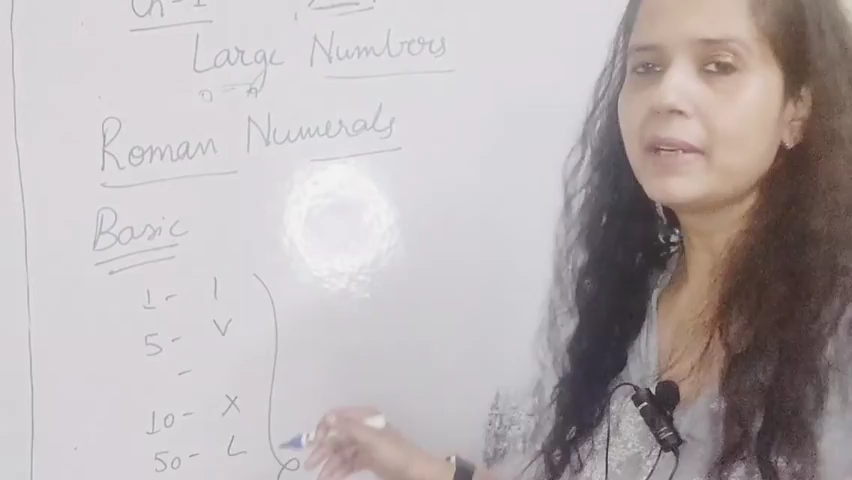 Ch-1
Large Numbers
Roman Numerals
Basic
1- I
5- V
-
10- X
50- L